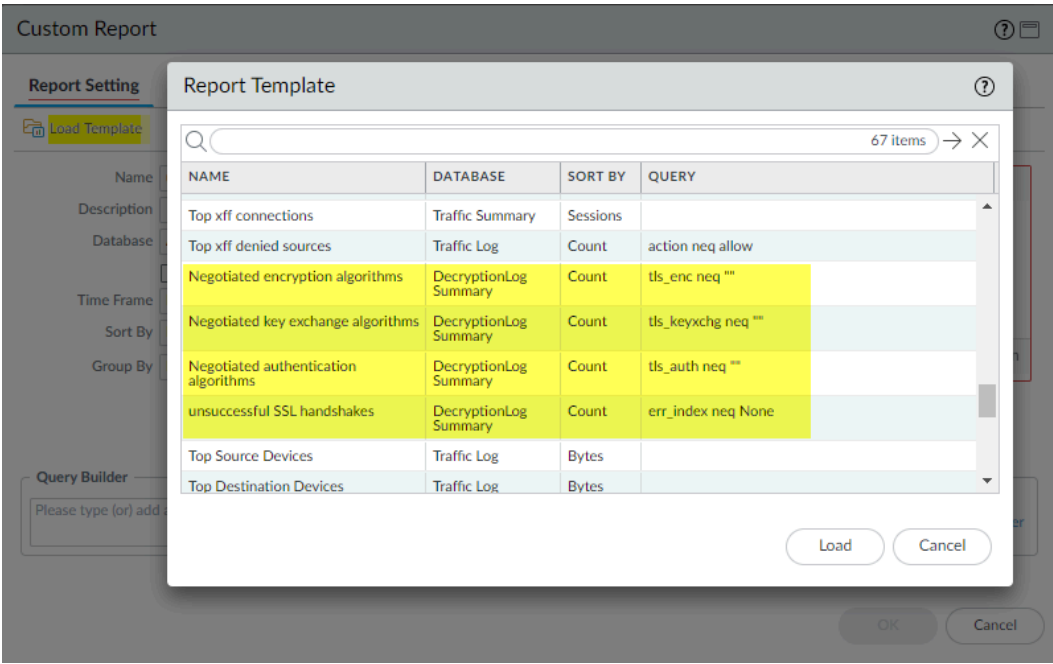 Custom Report
Report Setting
Load Template
Name
Description
Database
Time Frame
Sort By
Group By
Query Builder
Please type (or) add a
Report Template
67 items
NAME DATABASE SORT BY QUERY
Top xff connections Traffic Summary Sessions
Top xff denied sources Traffic Log Count action neq allow
Negotiated encryption algorithms DecryptionLog Count tls_enc neq ""
Summary
Negotiated key exchange algorithms DecryptionLog Count tls_keyxchg neq ""
Summary
Negotiated authentication DecryptionLog Count tls_auth neq ""
algorithms Summary
unsuccessful SSL handshakes DecryptionLog Count err_index neq None
Summary
Top Source Devices Traffic Log Bytes
Top Destination Devices Traffic Log Bytes
Load Cancel
OK Cancel